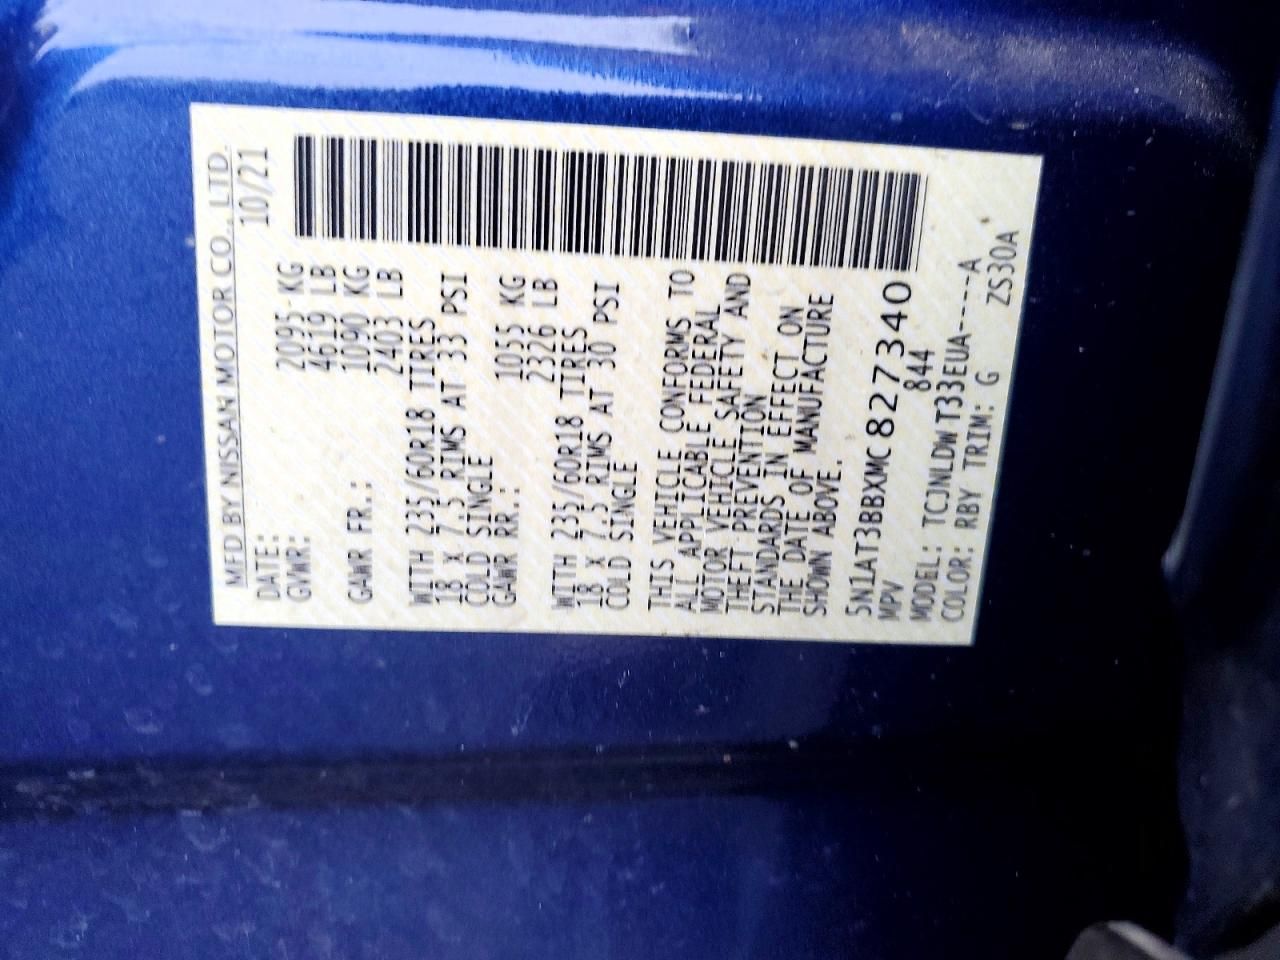 MFD BY NISSAN MOTOR CO., LTD.
DATE: 10/21
GVWR: 2095 KG
4619 LB
GAWR FR.: 1090 KG
2403 LB
WITH 235/60R18 TIRES
18 X 7.5 RIMS AT 33 PSI
COLD SINGLE
GAWR RR.: 1055 KG
2326 LB
WITH 235/60R18 TIRES
18 X 7.5 RIMS AT 30 PSI
COLD SINGLE
THIS VEHICLE CONFORMS TO
ALL APPLICABLE FEDERAL
MOTOR VEHICLE SAFETY AND
THEFT PREVENTION
STANDARDS IN EFFECT ON
THE DATE OF MANUFACTURE
SHOWN ABOVE.
5N1AT3BBXMC827340
MPV 844
MODEL: TCJNLDWT33EUA-----A
COLOR: RBY TRIM: G ZS30A